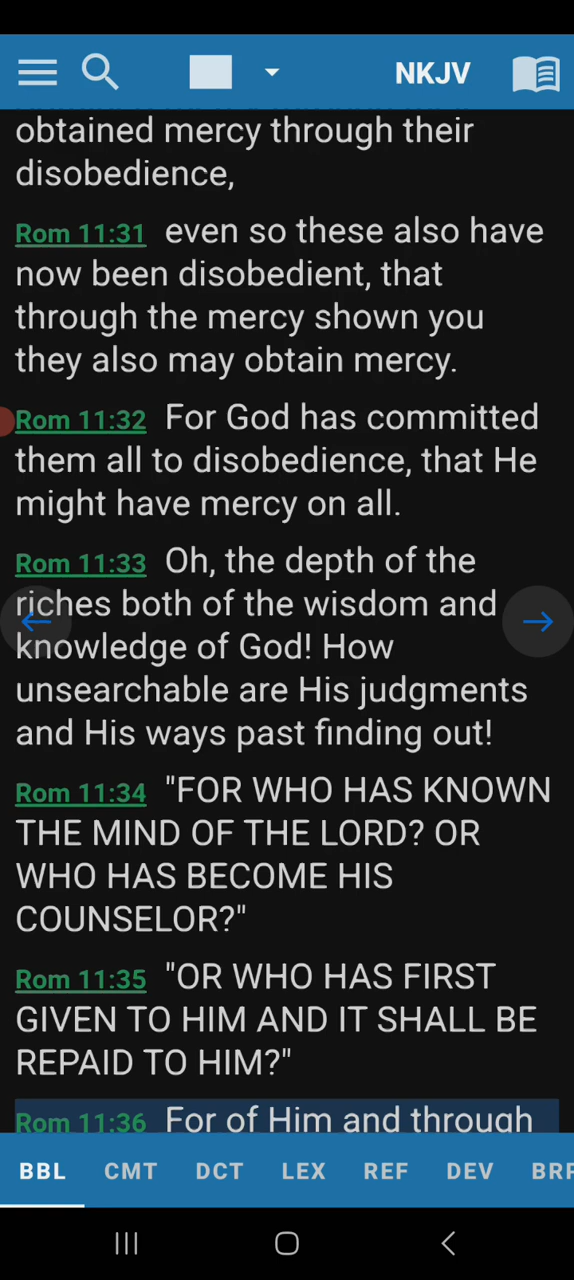 NKJV
obtained mercy through their
disobedience,
Rom 11:31 even so these also have
now been disobedient, that
through the mercy shown you
they also may obtain mercy.
Rom 11:32 For God has committed
them all to disobedience, that He
might have mercy on all.
Rom 11:33 Oh, the depth of the
riches both of the wisdom and
knowledge of God! How
unsearchable are His judgments
and His ways past finding out!
Rom 11:34 "FOR WHO HAS KNOWN
THE MIND OF THE LORD? OR
WHO HAS BECOME HIS
COUNSELOR?"
Rom 11:35 "OR WHO HAS FIRST
GIVEN TO HIM AND IT SHALL BE
REPAID TO HIM?"
Rom 11:36 For of Him and through
BBL CMT DCT LEX REF DEV BRP